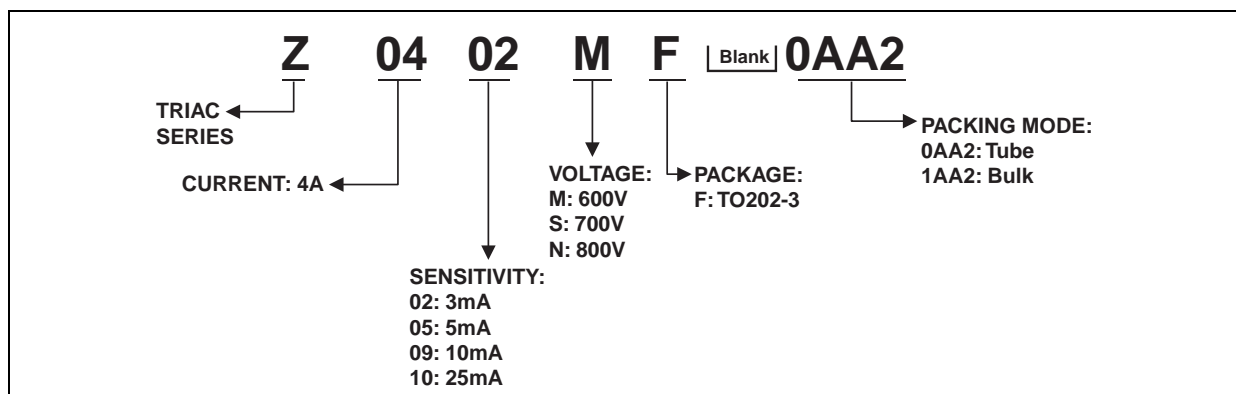 Z 04 02 M F Blank 0AA2
TRIAC
SERIES
CURRENT: 4A
SENSITIVITY:
02: 3mA
05: 5mA
09: 10mA
10: 25mA
VOLTAGE:
M: 600V
S: 700V
N: 800V
PACKAGE:
F: TO202-3
PACKING MODE:
0AA2: Tube
1AA2: Bulk